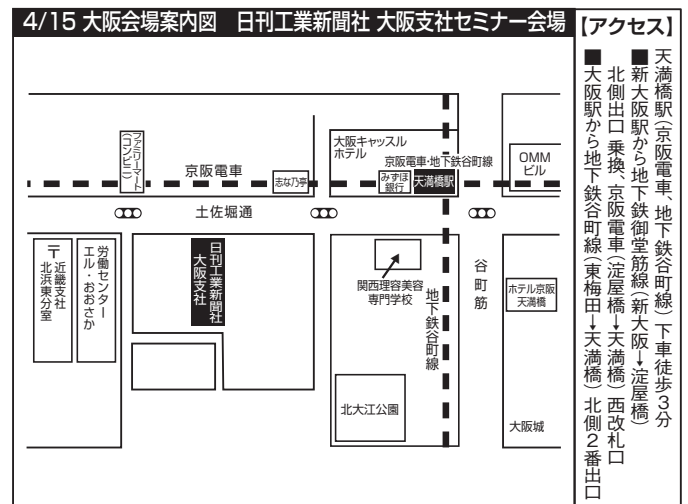 4/15 大阪会場案内図　日刊工業新聞社 大阪支社セミナー会場
【アクセス】
天満橋駅（京阪電車、地下鉄谷町線）下車徒歩3分
■新大阪駅から地下鉄御堂筋線（新大阪→淀屋橋）
北側出口 乗換、京阪電車（淀屋橋→天満橋）西改札口
■大阪駅から地下鉄谷町線（東梅田→天満橋）北側2番出口
ファミリーマート
（コンビニ）
京阪電車
志な乃亭
大阪キャッスル
ホテル
京阪電車・地下鉄谷町線
みずほ
銀行
天満橋駅
OMM
ビル
土佐堀通
〒近畿支社
北浜東分室
労働センター
エル・おおさか
日刊工業新聞社
大阪支社
関西理容美容
専門学校
地下鉄谷町線
谷町筋
ホテル京阪
天満橋
北大江公園
大阪城